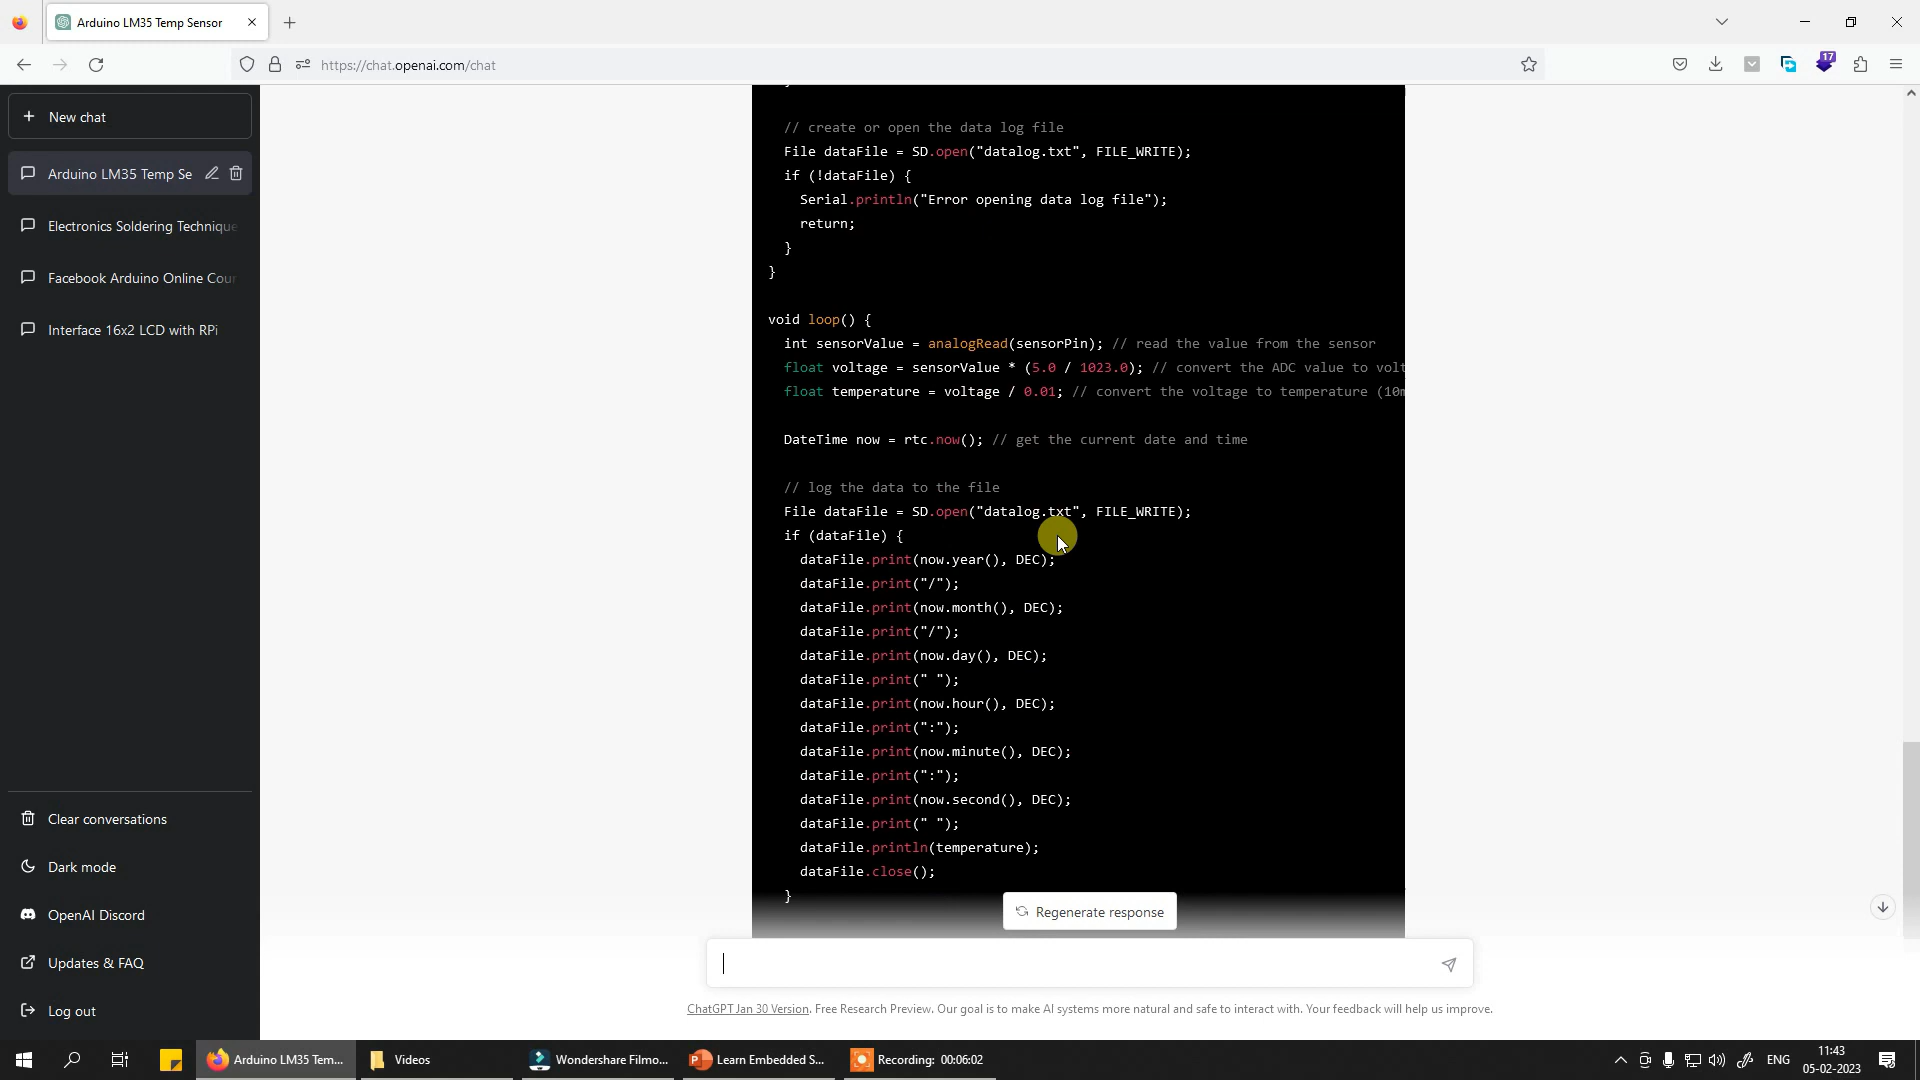 Arduino LM35 Temp Sensor
https://chat.openai.com/chat
17
New chat
Arduino LM35 Temp Se
Electronics Soldering Technique
Facebook Arduino Online Cour
Interface 16x2 LCD with RPi
Clear conversations
Dark mode
OpenAI Discord
Updates & FAQ
Log out
// create or open the data log file
File dataFile = SD.open("datalog.txt", FILE_WRITE);
if (!dataFile) {
Serial.println("Error opening data log file");
return;
}
}
void loop() {
int sensorValue = analogRead(sensorPin); // read the value from the sensor
float voltage = sensorValue * (5.0 / 1023.0); // convert the ADC value to volt
float temperature = voltage / 0.01; // convert the voltage to temperature (10m
DateTime now = rtc.now(); // get the current date and time
// log the data to the file
File dataFile = SD.open("datalog.txt", FILE_WRITE);
if (dataFile) {
dataFile.print(now.year(), DEC);
dataFile.print("/");
dataFile.print(now.month(), DEC);
dataFile.print("/");
dataFile.print(now.day(), DEC);
dataFile.print(" ");
dataFile.print(now.hour(), DEC);
dataFile.print(":");
dataFile.print(now.minute(), DEC);
dataFile.print(":");
dataFile.print(now.second(), DEC);
dataFile.print(" ");
dataFile.println(temperature);
dataFile.close();
}
Regenerate response
ChatGPT Jan 30 Version. Free Research Preview. Our goal is to make AI systems more natural and safe to interact with. Your feedback will help us improve.
Arduino LM35 Tem...
Videos
Wondershare Filmo...
Learn Embedded S...
Recording: 00:06:02
ENG
11:43
05-02-2023